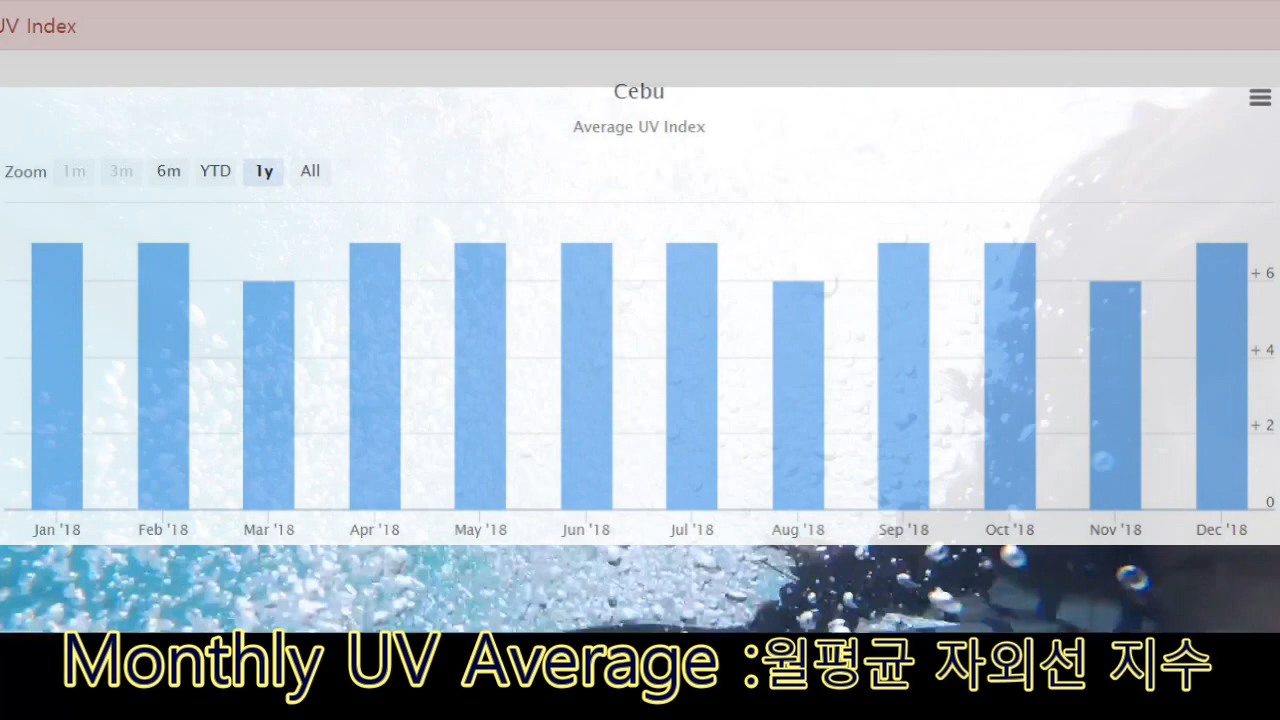 UV Index
Cebu
Average UV Index
Zoom 1m 3m 6m YTD 1y All
+ 6
+ 4
+ 2
0
Jan '18 Feb '18 Mar '18 Apr '18 May '18 Jun '18 Jul '18 Aug '18 Sep '18 Oct '18 Nov '18 Dec '18
Monthly UV Average :월평균 자외선 지수